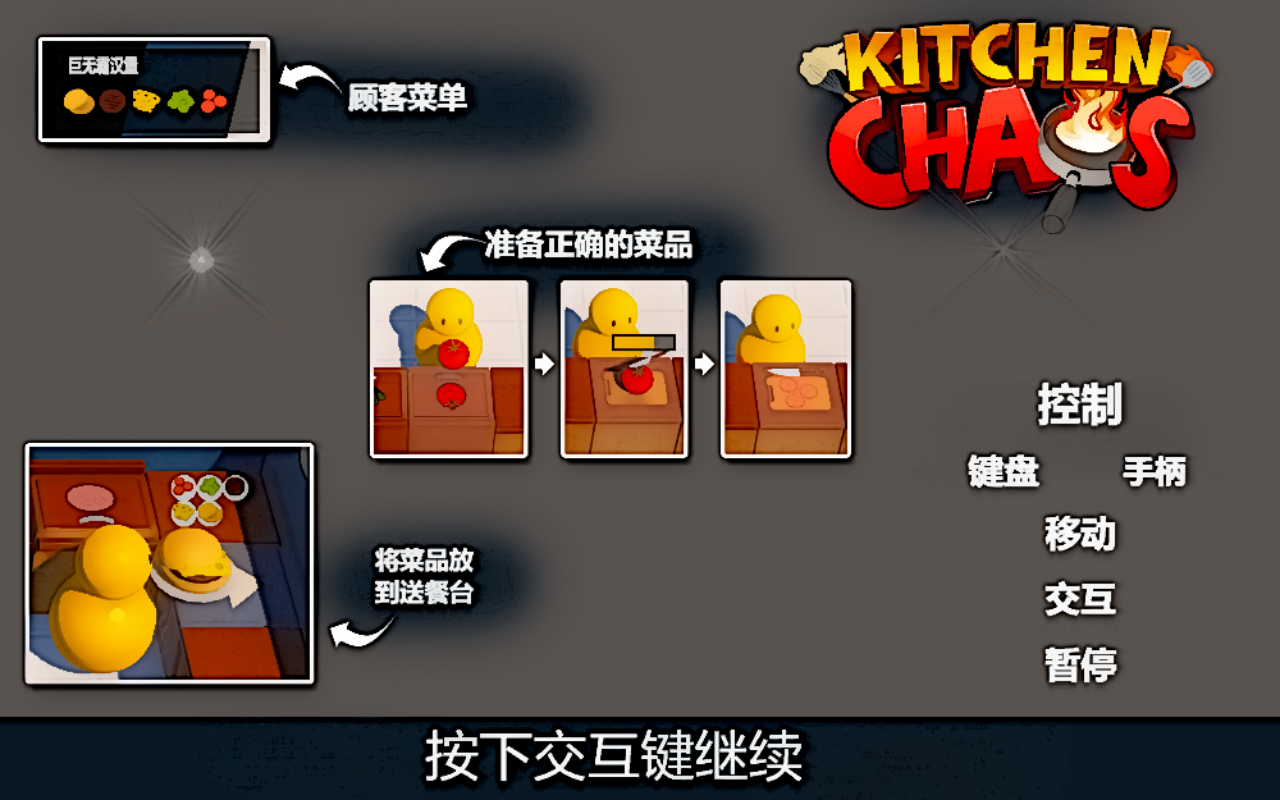 巨无霸汉堡
顾客菜单
KITCHEN
CHAOS
准备正确的菜品
控制
键盘 手柄
移动
交互
暂停
将菜品放
到送餐台
按下交互键继续